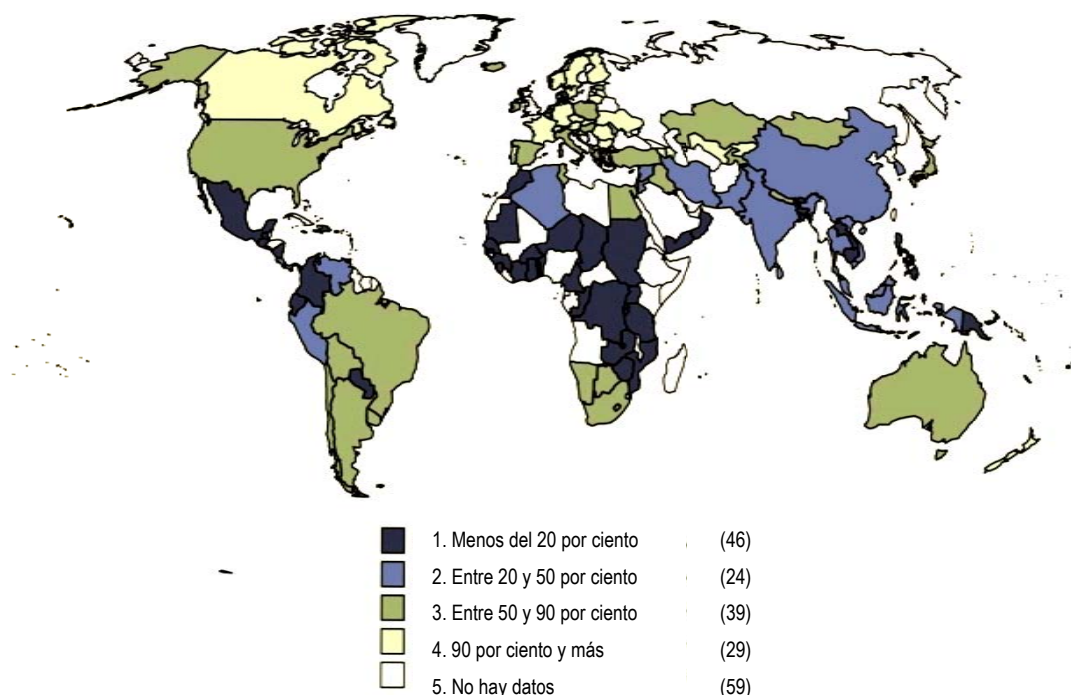 1. Menos del 20 por ciento (46)
2. Entre 20 y 50 por ciento (24)
3. Entre 50 y 90 por ciento (39)
4. 90 por ciento y más (29)
5. No hay datos (59)